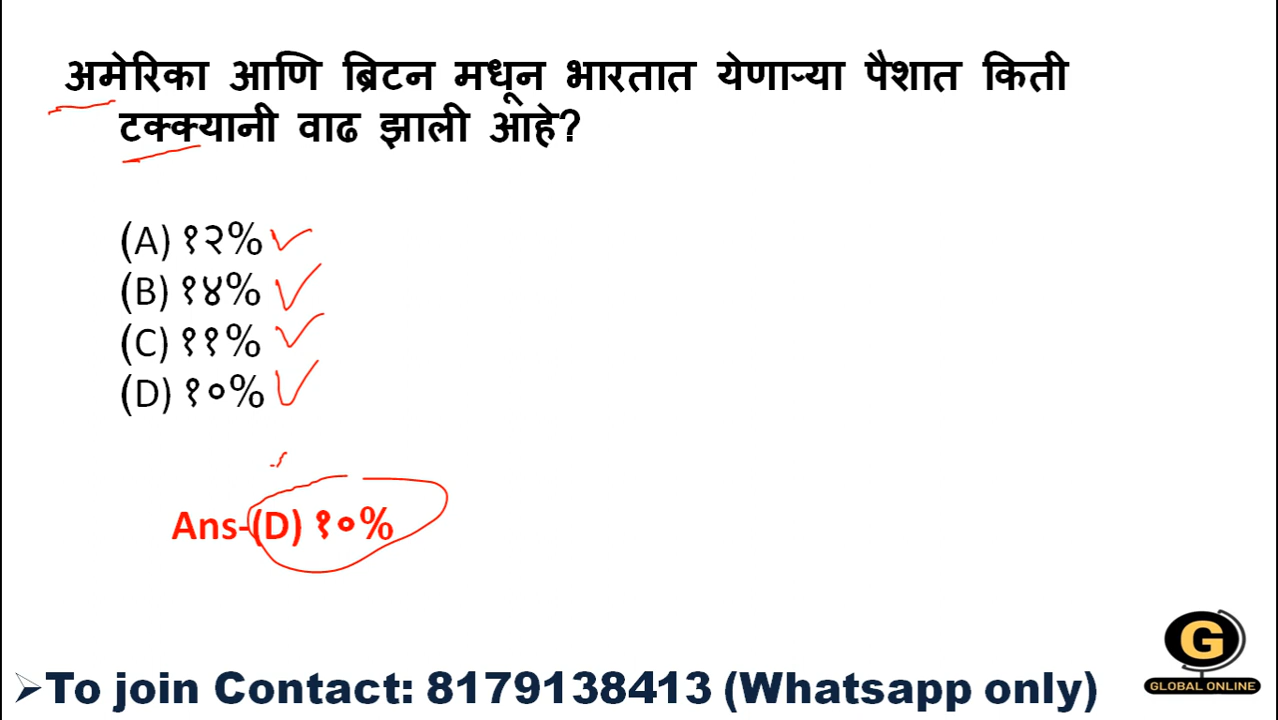 अमेरिका आणि ब्रिटन मधून भारतात येणाऱ्या पैशात किती
टक्क्यानी वाढ झाली आहे?
(A) १२%
(B) १४%
(C) ११%
(D) १०%
Ans-(D) १०%
To join Contact: 8179138413 (Whatsapp only)
G
GLOBAL ONLINE